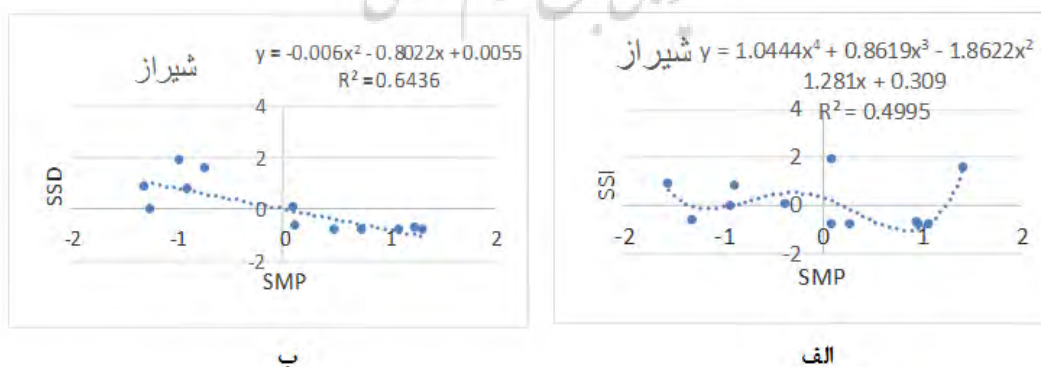 شیراز
y = -0.006x² - 0.8022x + 0.0055
R² = 0.6436
4
2
0
-2
-2
-1
0
1
2
SSD
SMP
ب
شیراز
y = 1.0444x⁴ + 0.8619x³ - 1.8622x²
1.281x + 0.309
R² = 0.4995
4
2
0
-2
-2
-1
0
1
2
SSI
SMP
الف